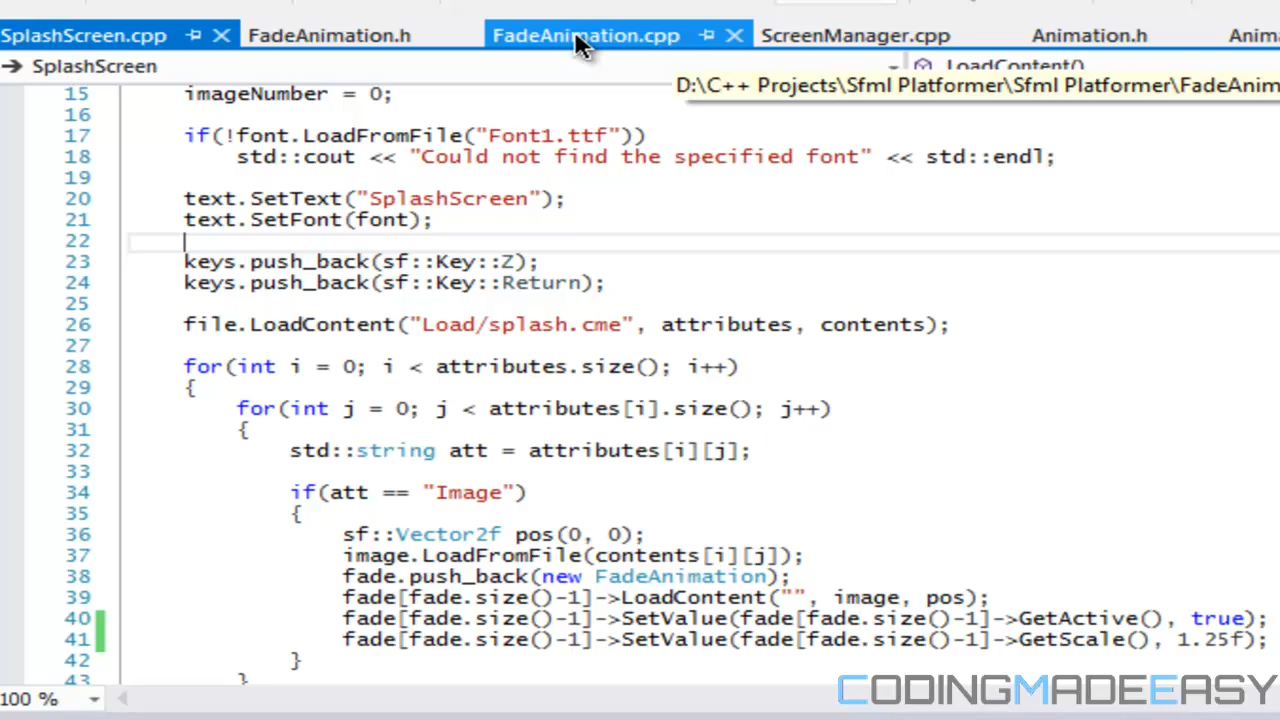 SplashScreen.cpp FadeAnimation.h FadeAnimation.cpp ScreenManager.cpp Animation.h
SplashScreen LoadContent()
D:\C++ Projects\Sfml Platformer\Sfml Platformer\FadeAnim
15 imageNumber = 0;
16
17 if(!font.LoadFromFile("Font1.ttf"))
18 std::cout << "Could not find the specified font" << std::endl;
19
20 text.SetText("SplashScreen");
21 text.SetFont(font);
22
23 keys.push_back(sf::Key::Z);
24 keys.push_back(sf::Key::Return);
25
26 file.LoadContent("Load/splash.cme", attributes, contents);
27
28 for(int i = 0; i < attributes.size(); i++)
29 {
30 for(int j = 0; j < attributes[i].size(); j++)
31 {
32 std::string att = attributes[i][j];
33
34 if(att == "Image")
35 {
36 sf::Vector2f pos(0, 0);
37 image.LoadFromFile(contents[i][j]);
38 fade.push_back(new FadeAnimation);
39 fade[fade.size()-1]->LoadContent("", image, pos);
40 fade[fade.size()-1]->SetValue(fade[fade.size()-1]->GetActive(), true);
41 fade[fade.size()-1]->SetValue(fade[fade.size()-1]->GetScale(), 1.25f);
42 }
43 }
100 %
CODINGMADEEASY